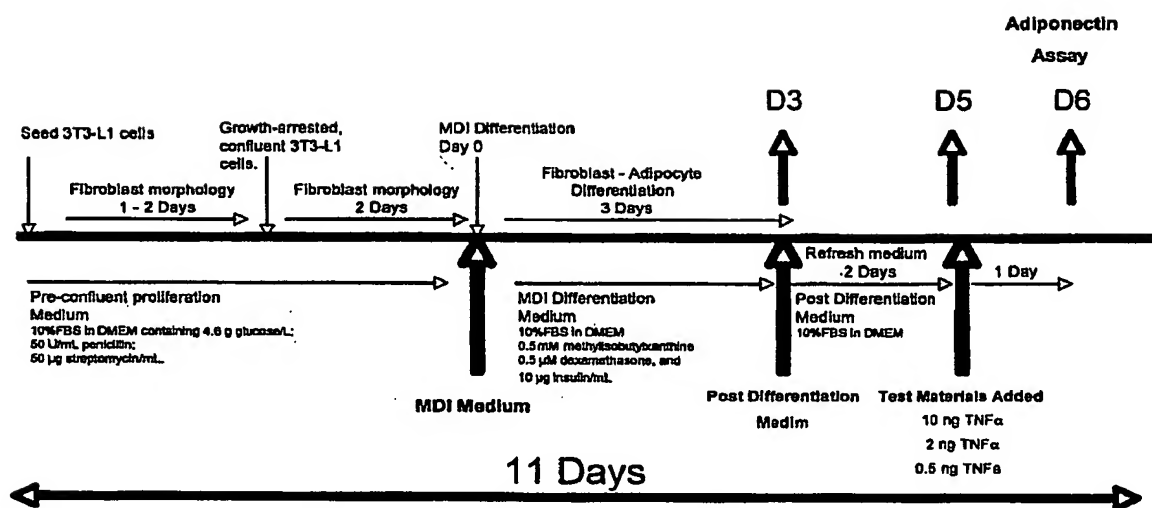 Adiponectin
Assay
D3
D5
D6
Seed 3T3-L1 cells
Growth-arrested,
confluent 3T3-L1
cells.
MDI Differentiation
Day 0
Fibroblast morphology
1 - 2 Days
Fibroblast morphology
2 Days
Fibroblast - Adipocyte
Differentiation
3 Days
Refresh medium
2 Days
1 Day
Pre-confluent proliferation
Medium
10%FBS in DMEM containing 4.6 g glucose/L;
50 U/mL penicillin;
50 µg streptomycin/mL.
MDI Differentiation
Medium
10%FBS in DMEM
0.5 mM methylisobutylxanthine
0.5 µM dexamethasone, and
10 µg insulin/mL
Post Differentiation
Medium
10%FBS in DMEM
MDI Medium
Post Differentiation
Medim
Test Materials Added
10 ng TNFα
2 ng TNFα
0.5 ng TNFα
11 Days